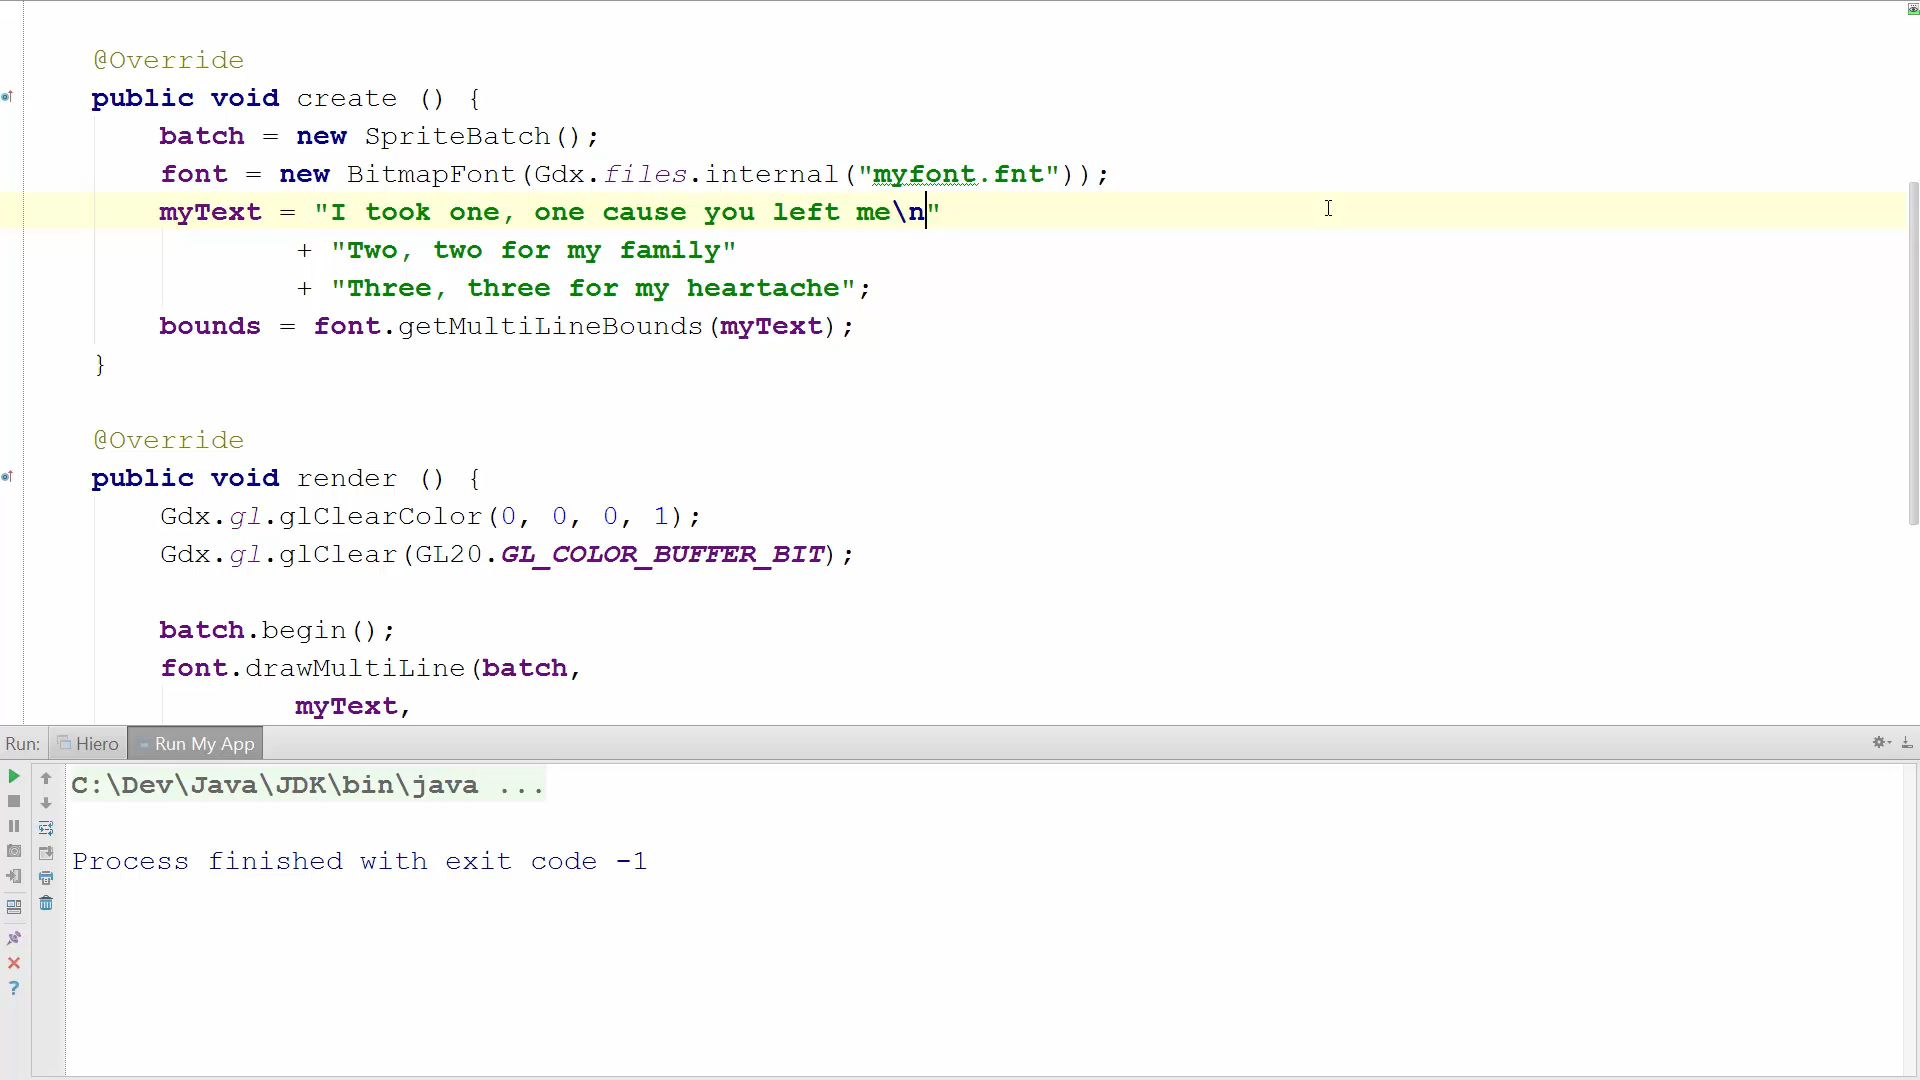 @Override
public void create () {
batch = new SpriteBatch();
font = new BitmapFont(Gdx.files.internal("myfont.fnt"));
myText = "I took one, one cause you left me\n"
+ "Two, two for my family"
+ "Three, three for my heartache";
bounds = font.getMultiLineBounds(myText);
}
@Override
public void render () {
Gdx.gl.glClearColor(0, 0, 0, 1);
Gdx.gl.glClear(GL20.GL_COLOR_BUFFER_BIT);
batch.begin();
font.drawMultiLine(batch,
myText,
Run: Hiero Run My App
C:\Dev\Java\JDK\bin\java ...
Process finished with exit code -1